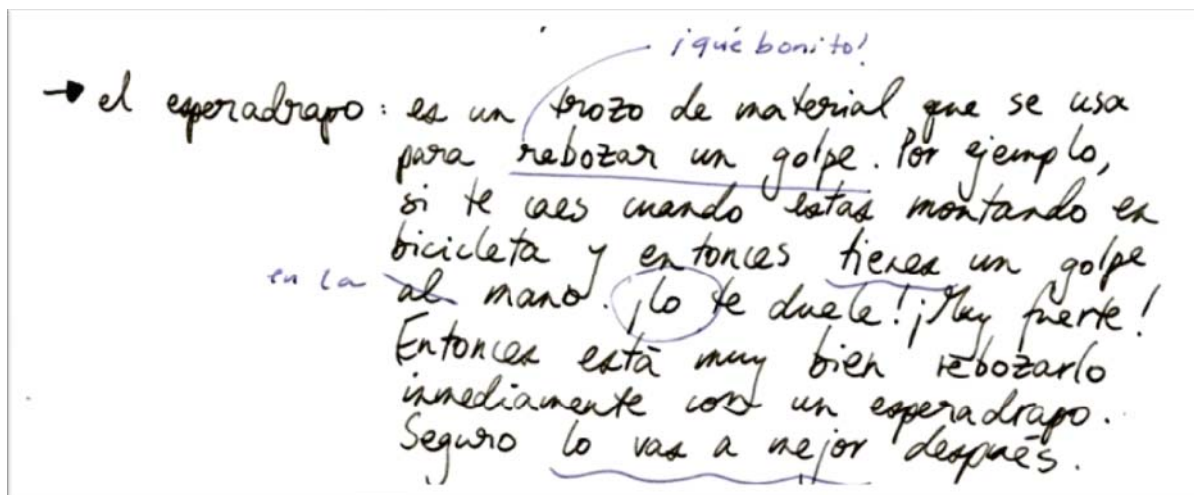 ¡qué bonito!
→ el esperadrapo: es un trozo de material que se usa
para rebozar un golpe. Por ejemplo,
si te caes cuando estas montando en
bicicleta y entonces tienes un golpe
en la al mano. ¡Lo te duele! ¡Muy fuerte!
Entonces está muy bien rebozarlo
inmediamente con un esperadrapo.
Seguro lo vas a mejor después.